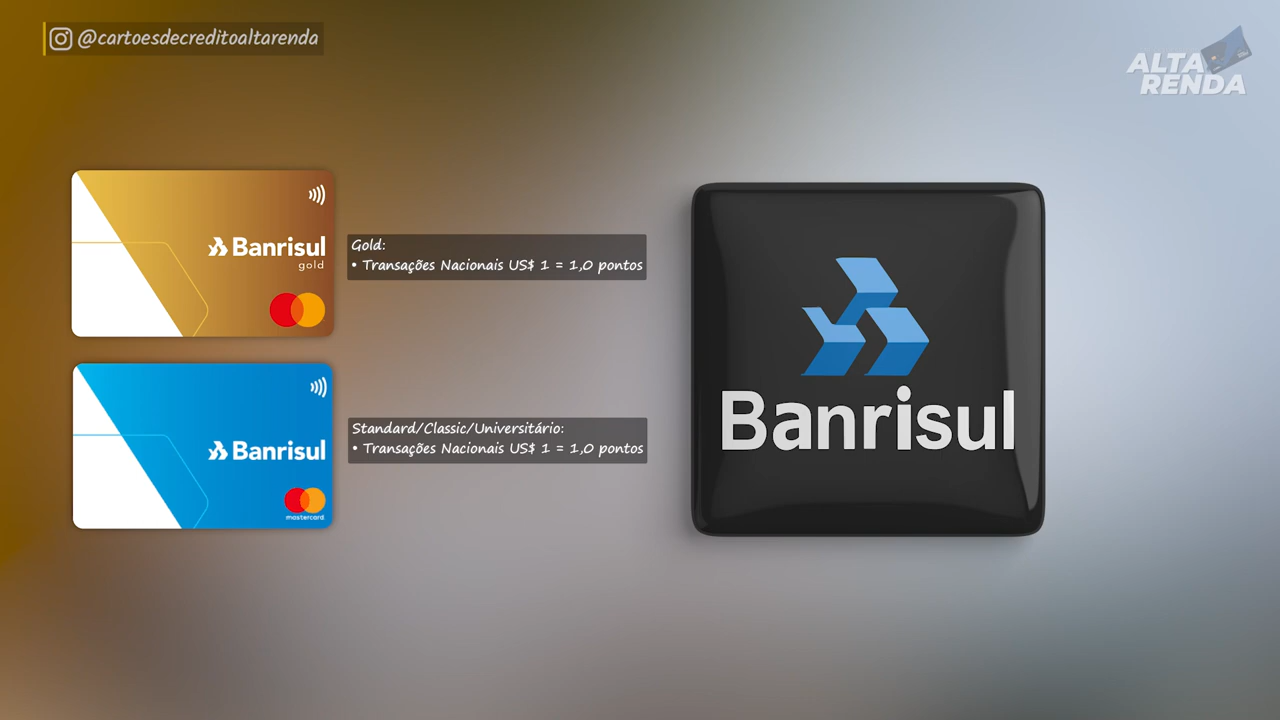 @cartoesdecreditoaltarenda
ALTA
RENDA
Banrisul
gold
Gold:
• Transações Nacionais US$ 1 = 1,0 pontos
Banrisul
mastercard
Standard/Classic/Universitário:
• Transações Nacionais US$ 1 = 1,0 pontos
Banrisul